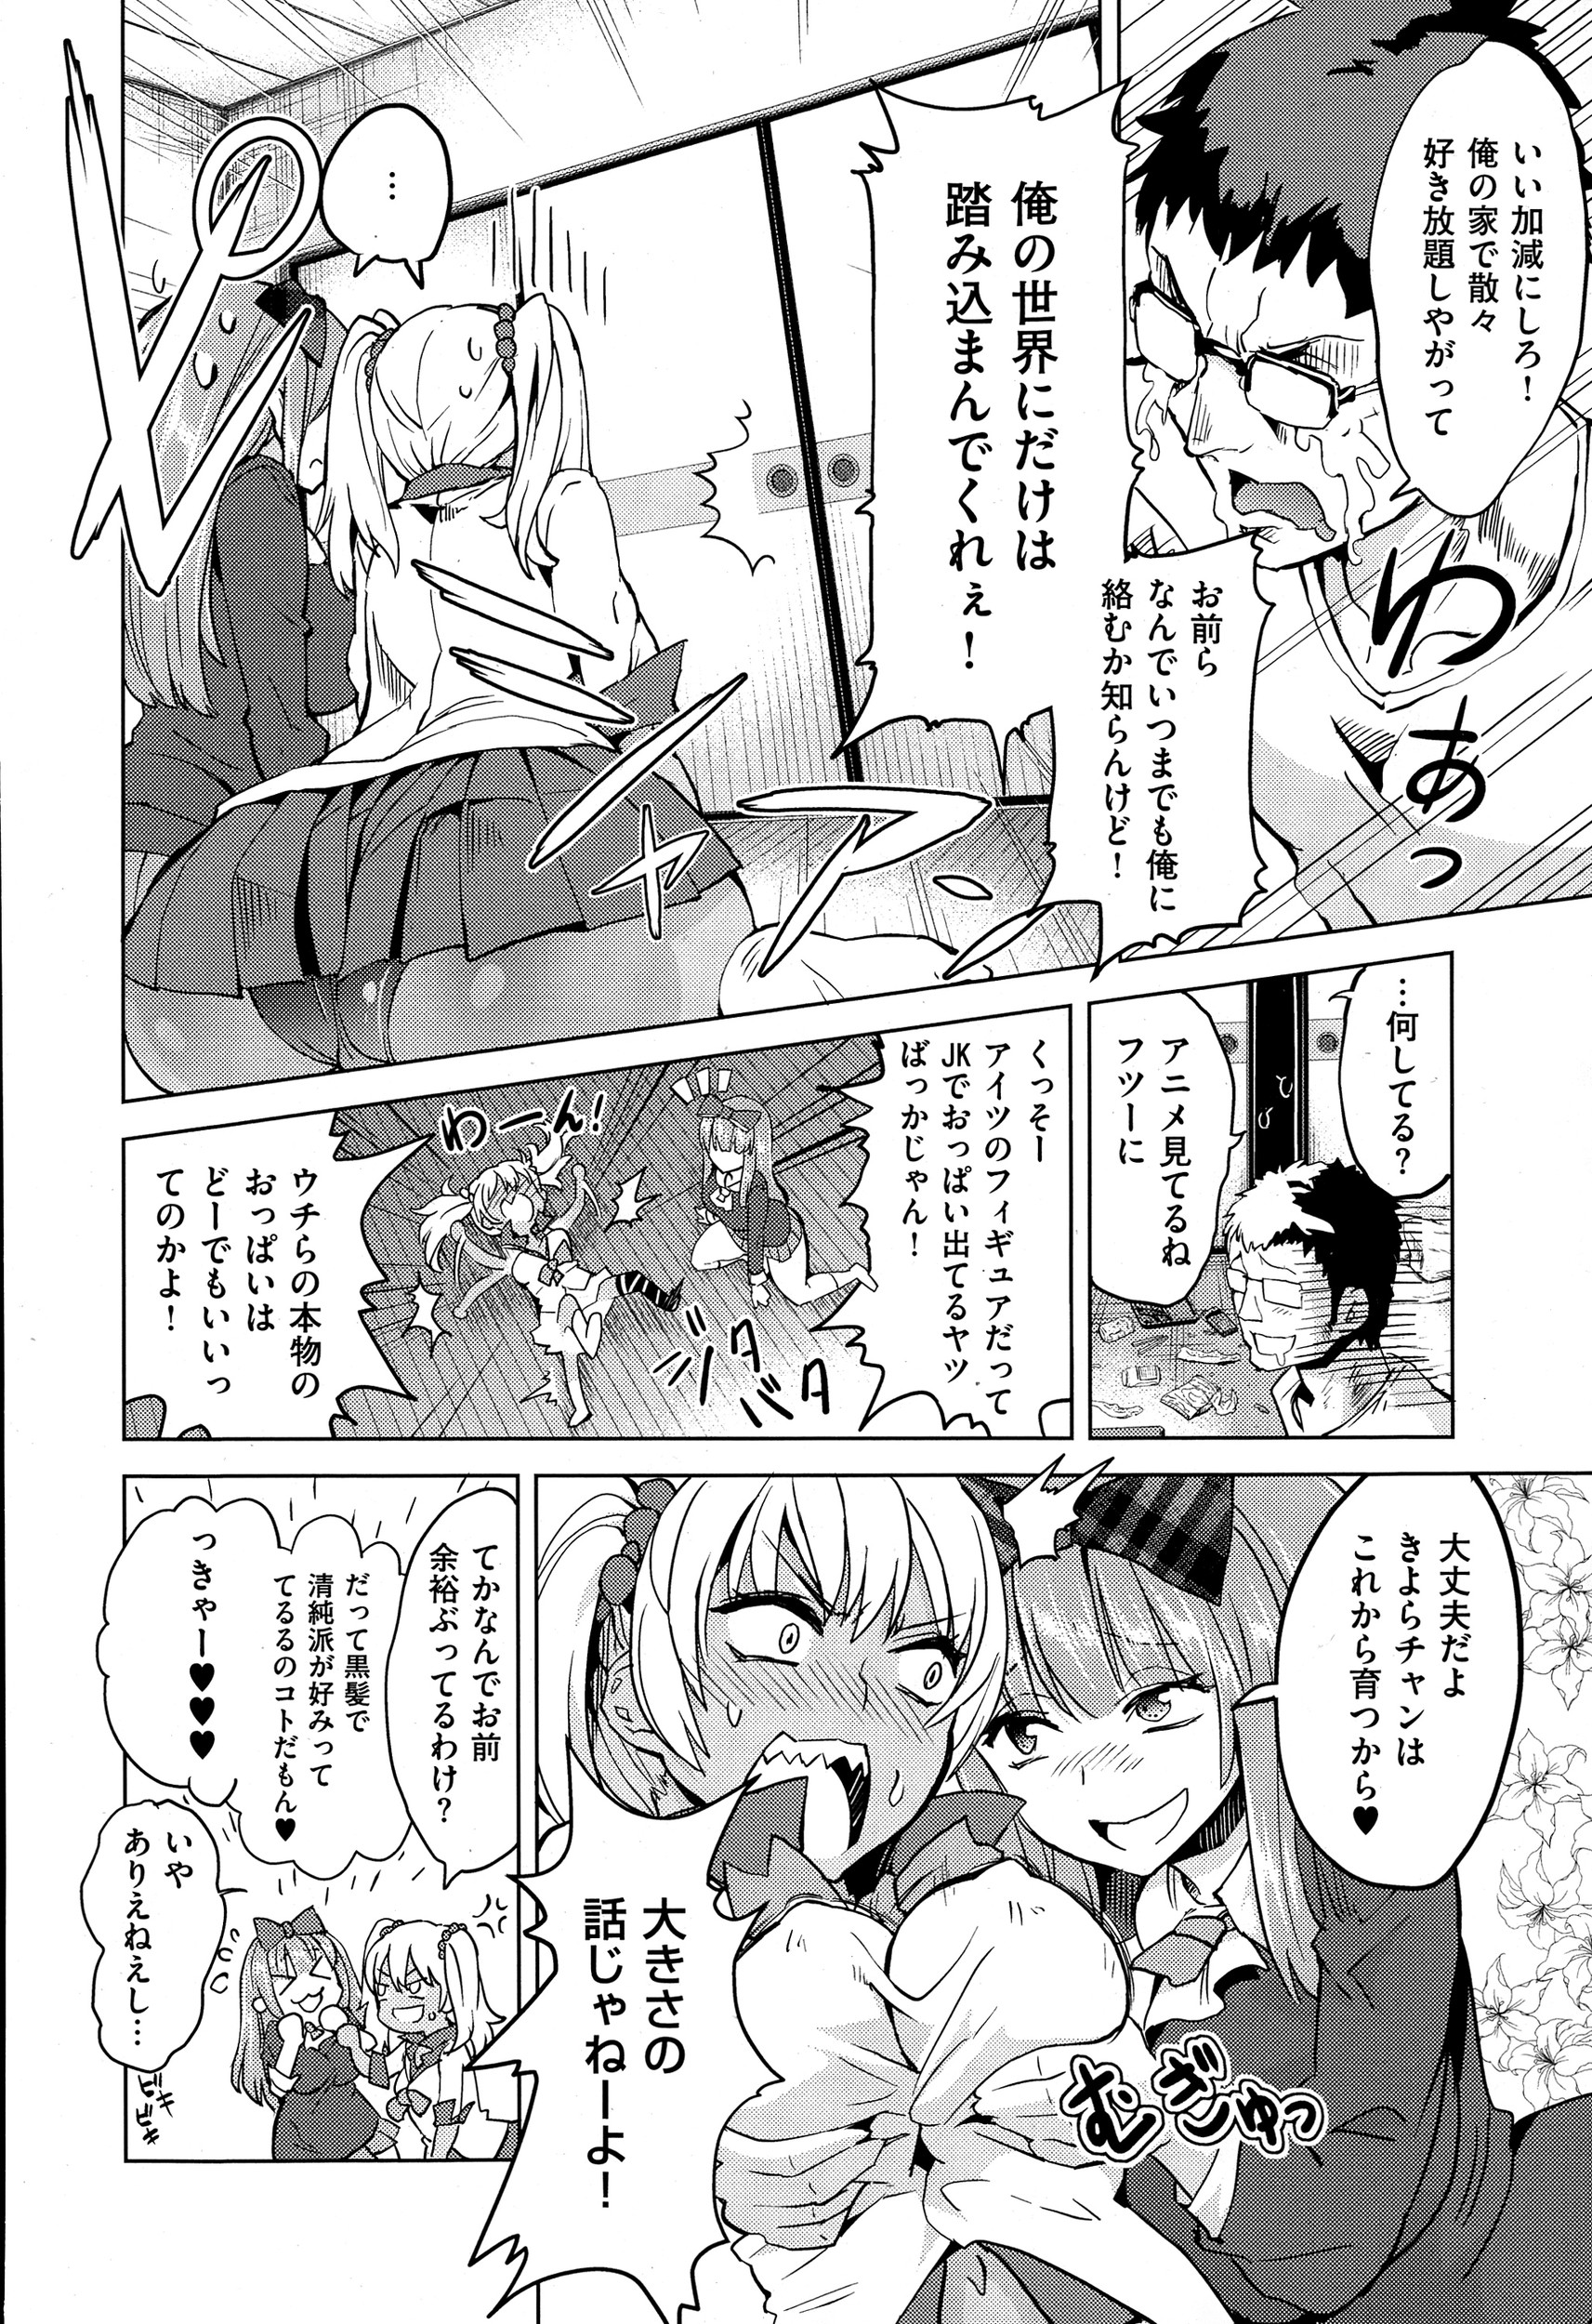 いい加減にしろ！
俺の家で散々
好き放題しやがって
ゆあっ
お前ら
なんでいつまでも俺に
絡むか知らんけど！
俺の世界にだけは
踏み込まんでくれぇ！
ピシャッ
…
…何してる？
アニメ見てるね
フツーに
くっそー
アイツのフィギュアだって
JKでおっぱい出てるヤツ
ばっかじゃん！
わーん！
ジタ
バタ
ウチらの本物の
おっぱいは
どーでもいいっ
てのかよ！
大丈夫だよ
きよらチャンは
これから育つから♥
むぎゅっ
大きさの
話じゃねーよ！
てかなんでお前
余裕ぶってるわけ？
だって黒髪で
清純派が好みって
てるるのコトだもん♥
っきゃー♥♥♥
いや
ありえねえし…
ビキ
ビキ